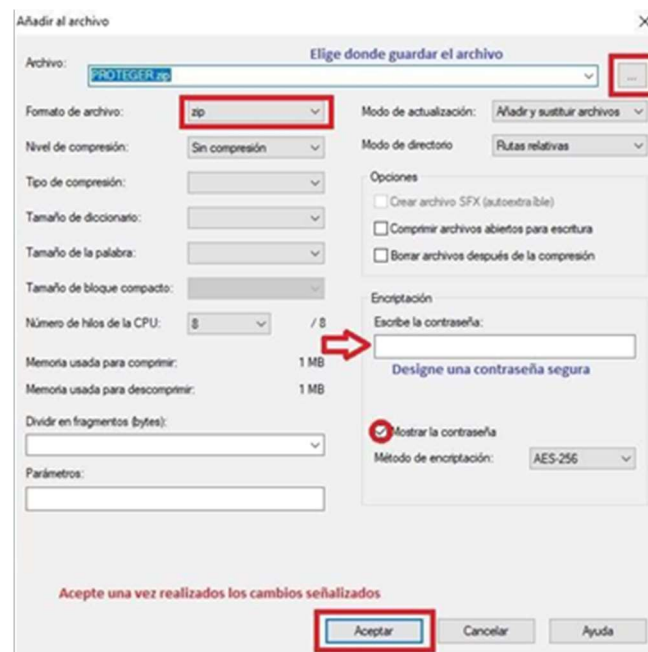 Añadir al archivo
Elige donde guardar el archivo
Archivo:
PROTEGER.zip
...
Formato de archivo:
zip
Modo de actualización:
Añadir y sustituir archivos
Nivel de compresión:
Sin compresión
Modo de directorio
Rutas relativas
Tipo de compresión:
Opciones
Crear archivo SFX (autoextraíble)
Tamaño de diccionario:
Comprimir archivos abiertos para escritura
Tamaño de la palabra:
Borrar archivos después de la compresión
Tamaño de bloque compacto:
Encriptación
Número de hilos de la CPU:
8
/ 8
Escribe la contraseña:
Memoria usada para comprimir:
1 MB
Designe una contraseña segura
Memoria usada para descomprimir:
1 MB
Dividir en fragmentos (bytes):
Mostrar la contraseña
Método de encriptación:
AES-256
Parámetros:
Acepte una vez realizados los cambios señalizados
Aceptar
Cancelar
Ayuda